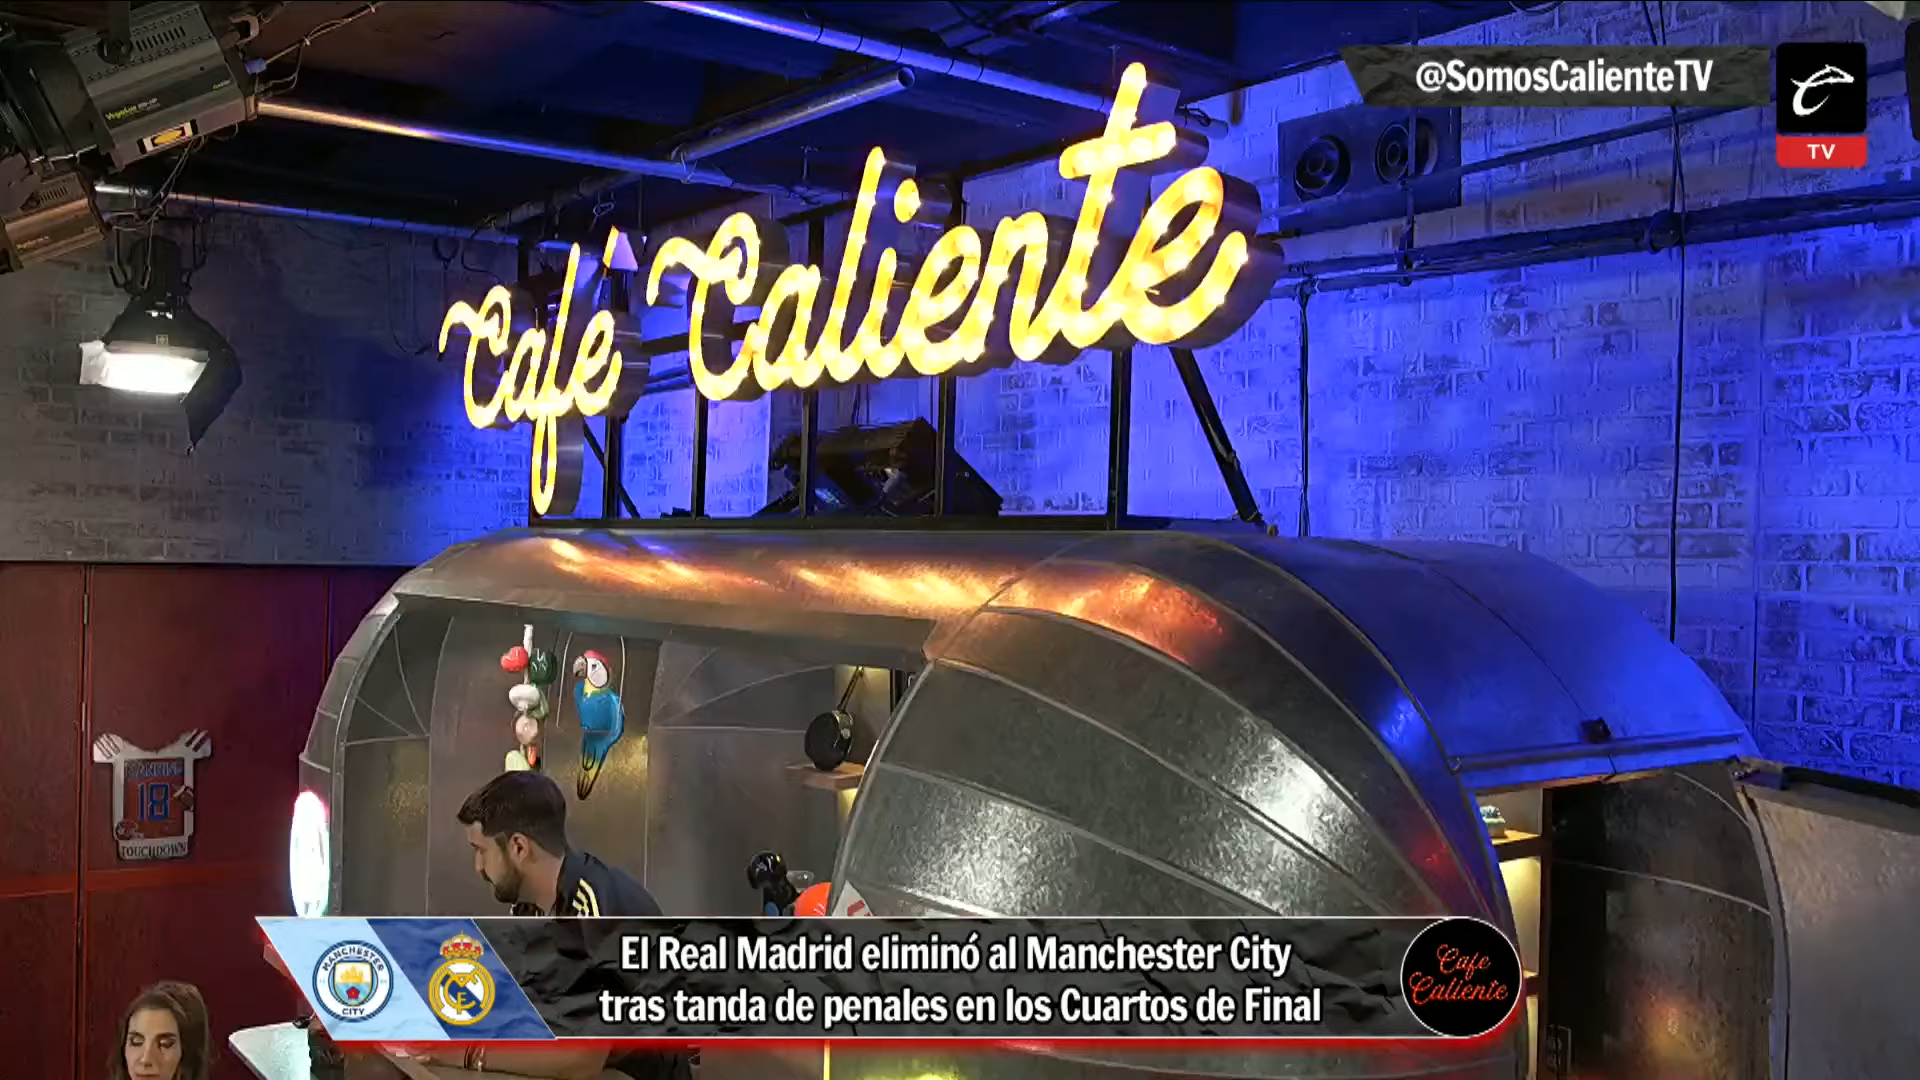 @SomosCalienteTV
TV
Café Caliente
18
TOUCHDOWN
MANCHESTER
CITY
El Real Madrid eliminó al Manchester City
tras tanda de penales en los Cuartos de Final
Cafe
Caliente